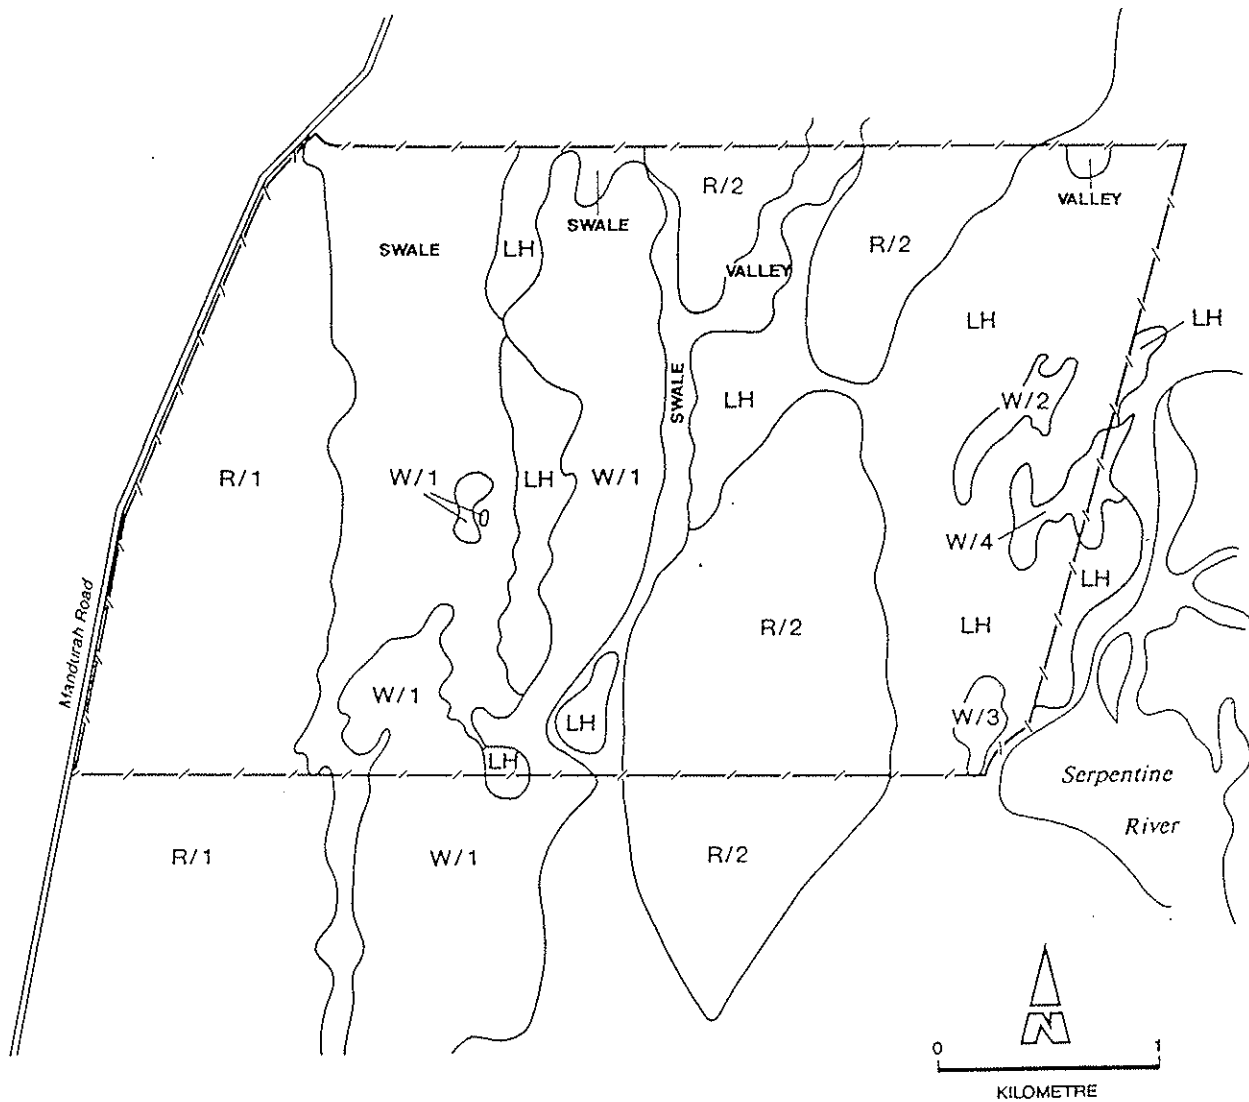 R/2
VALLEY
SWALE
SWALE
LH
R/2
VALLEY
LH
LH
SWALE
LH
W/2
R/1
W/1
LH
W/1
W/4
LH
Mandurah Road
R/2
LH
W/1
LH
W/3
LH
Serpentine
River
R/1
W/1
R/2
N
0 1
KILOMETRE